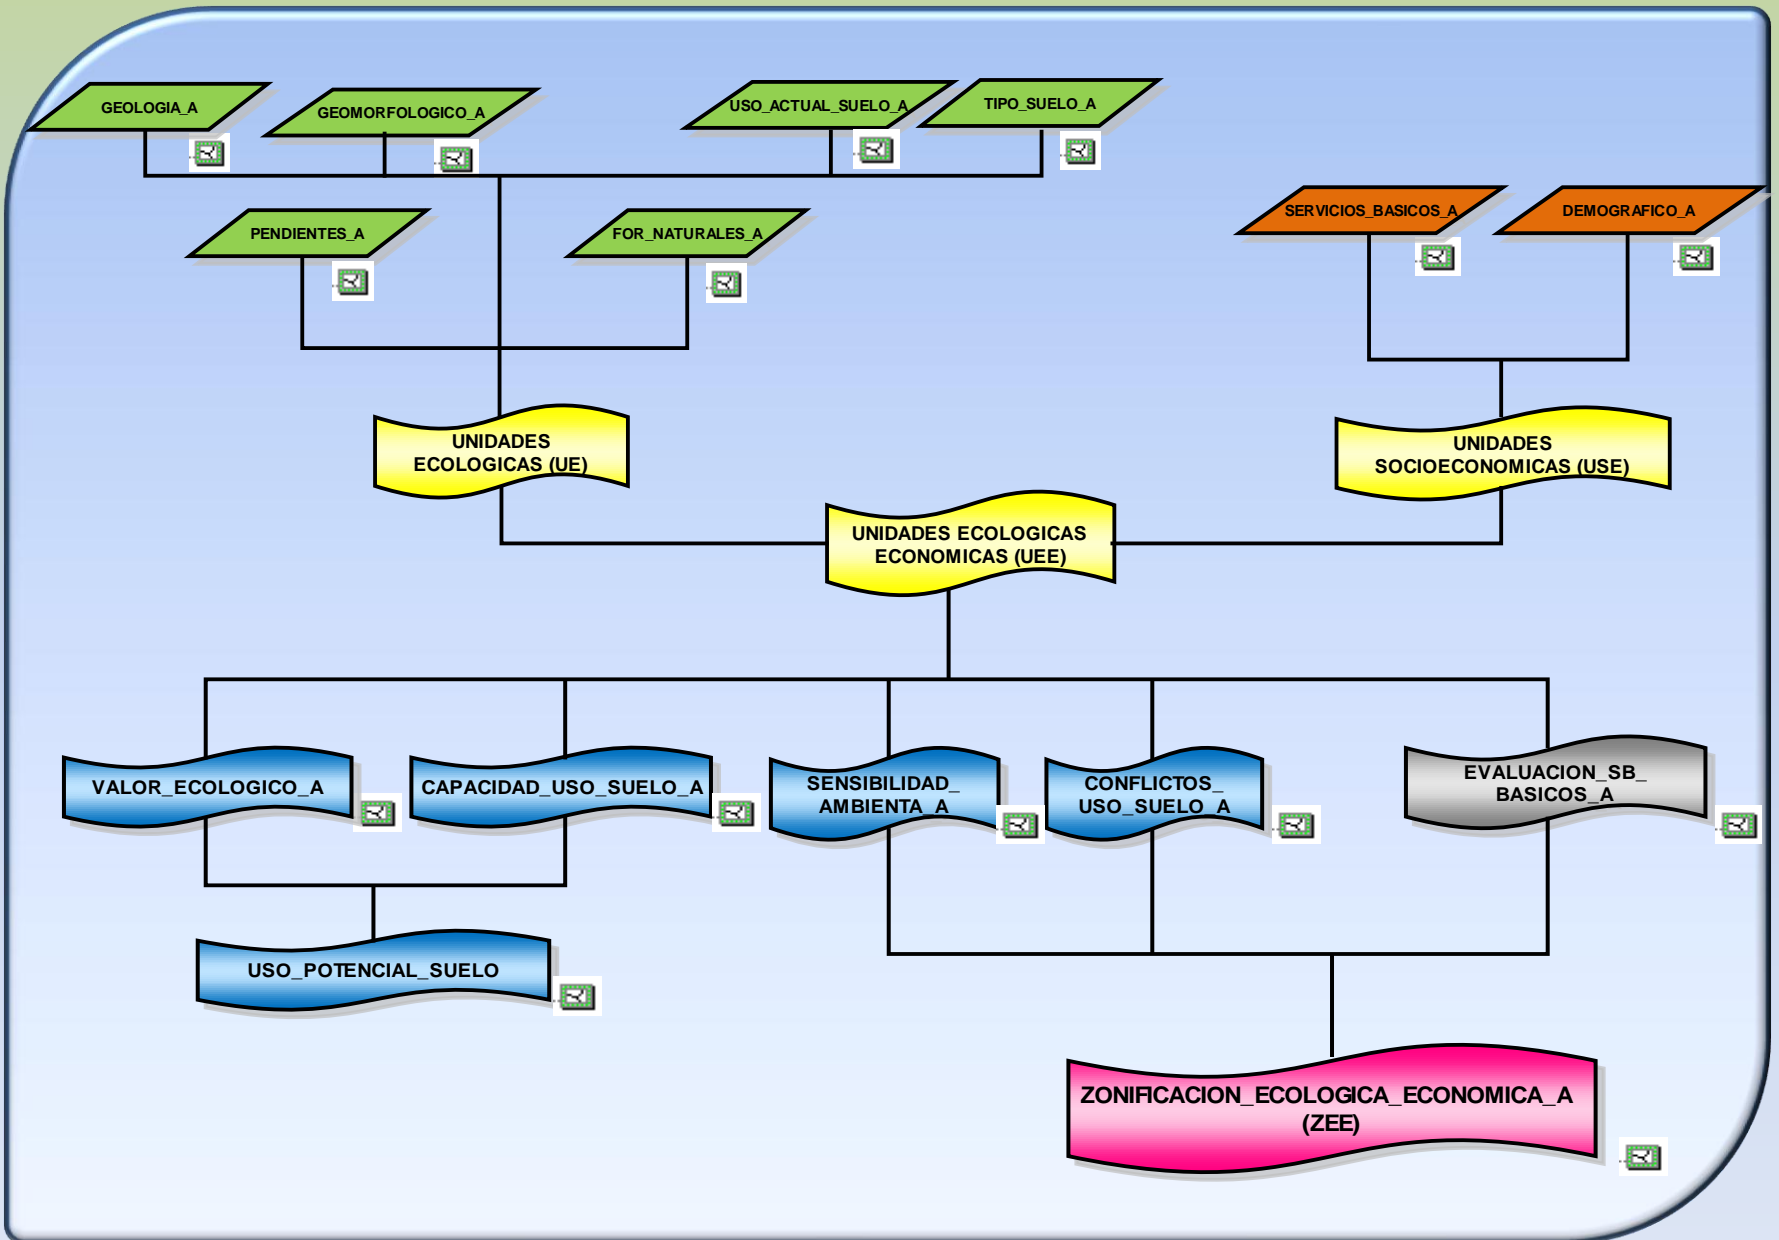 GEOLOGIA_A
GEOMORFOLOGICO_A
USO_ACTUAL_SUELO_A
TIPO_SUELO_A
PENDIENTES_A
FOR_NATURALES_A
SERVICIOS_BASICOS_A
DEMOGRAFICO_A
UNIDADES
ECOLOGICAS (UE)
UNIDADES
SOCIOECONOMICAS (USE)
UNIDADES ECOLOGICAS
ECONOMICAS (UEE)
VALOR_ECOLOGICO_A
CAPACIDAD_USO_SUELO_A
SENSIBILIDAD_
AMBIENTA_A
CONFLICTOS_
USO_SUELO_A
EVALUACION_SB_
BASICOS_A
USO_POTENCIAL_SUELO
ZONIFICACION_ECOLOGICA_ECONOMICA_A
(ZEE)